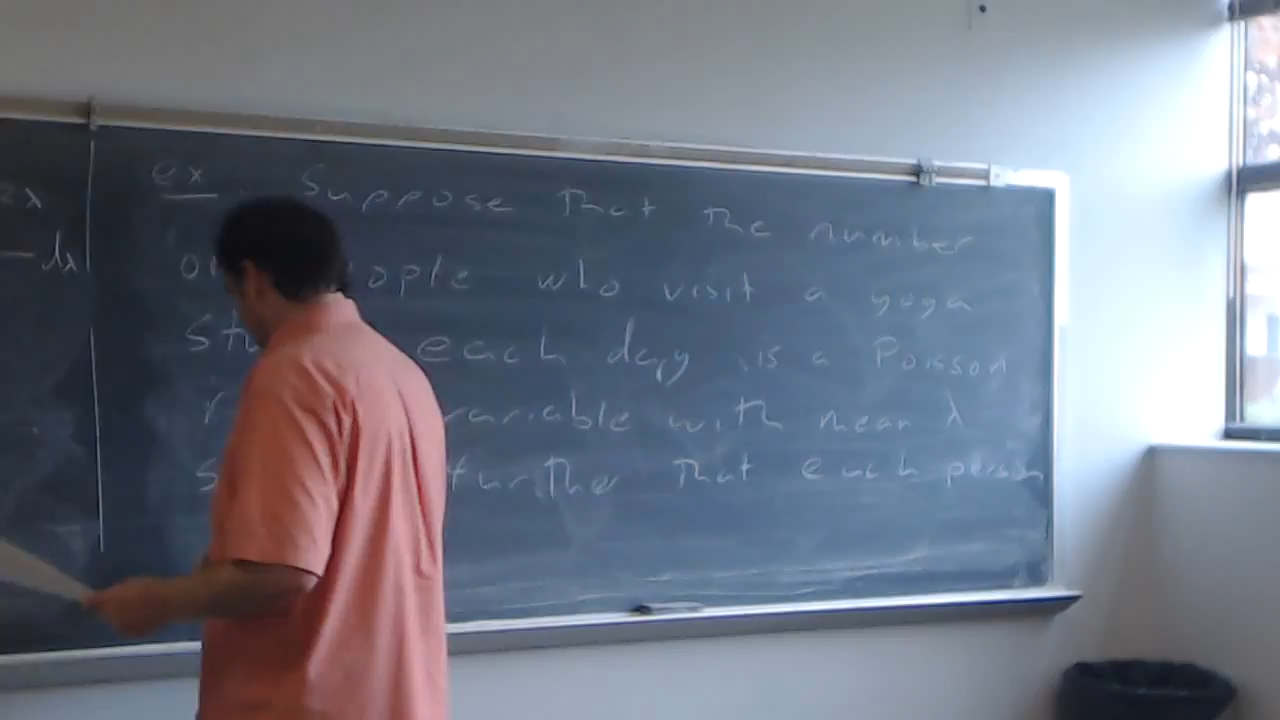 ex. Suppose that the number
who visit a yoga
each day is a Poisson
variable with mean λ
further that each person
dx